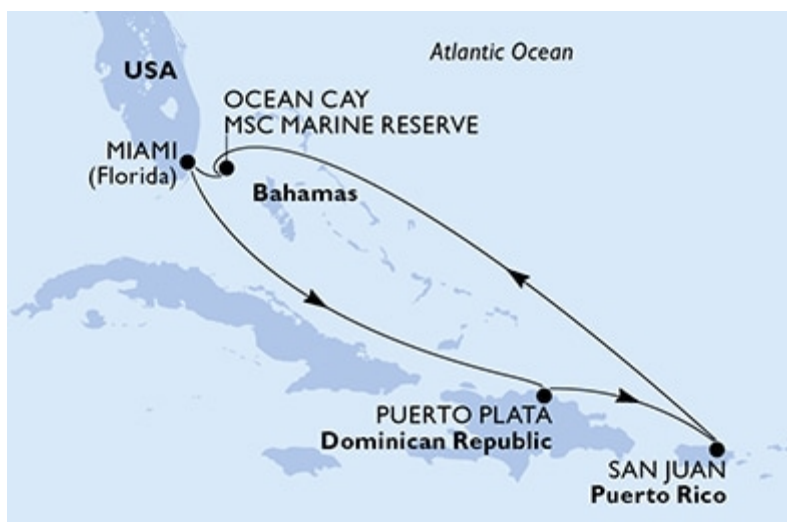 Atlantic Ocean
USA
OCEAN CAY
MSC MARINE RESERVE
MIAMI
(Florida)
Bahamas
PUERTO PLATA
Dominican Republic
SAN JUAN
Puerto Rico